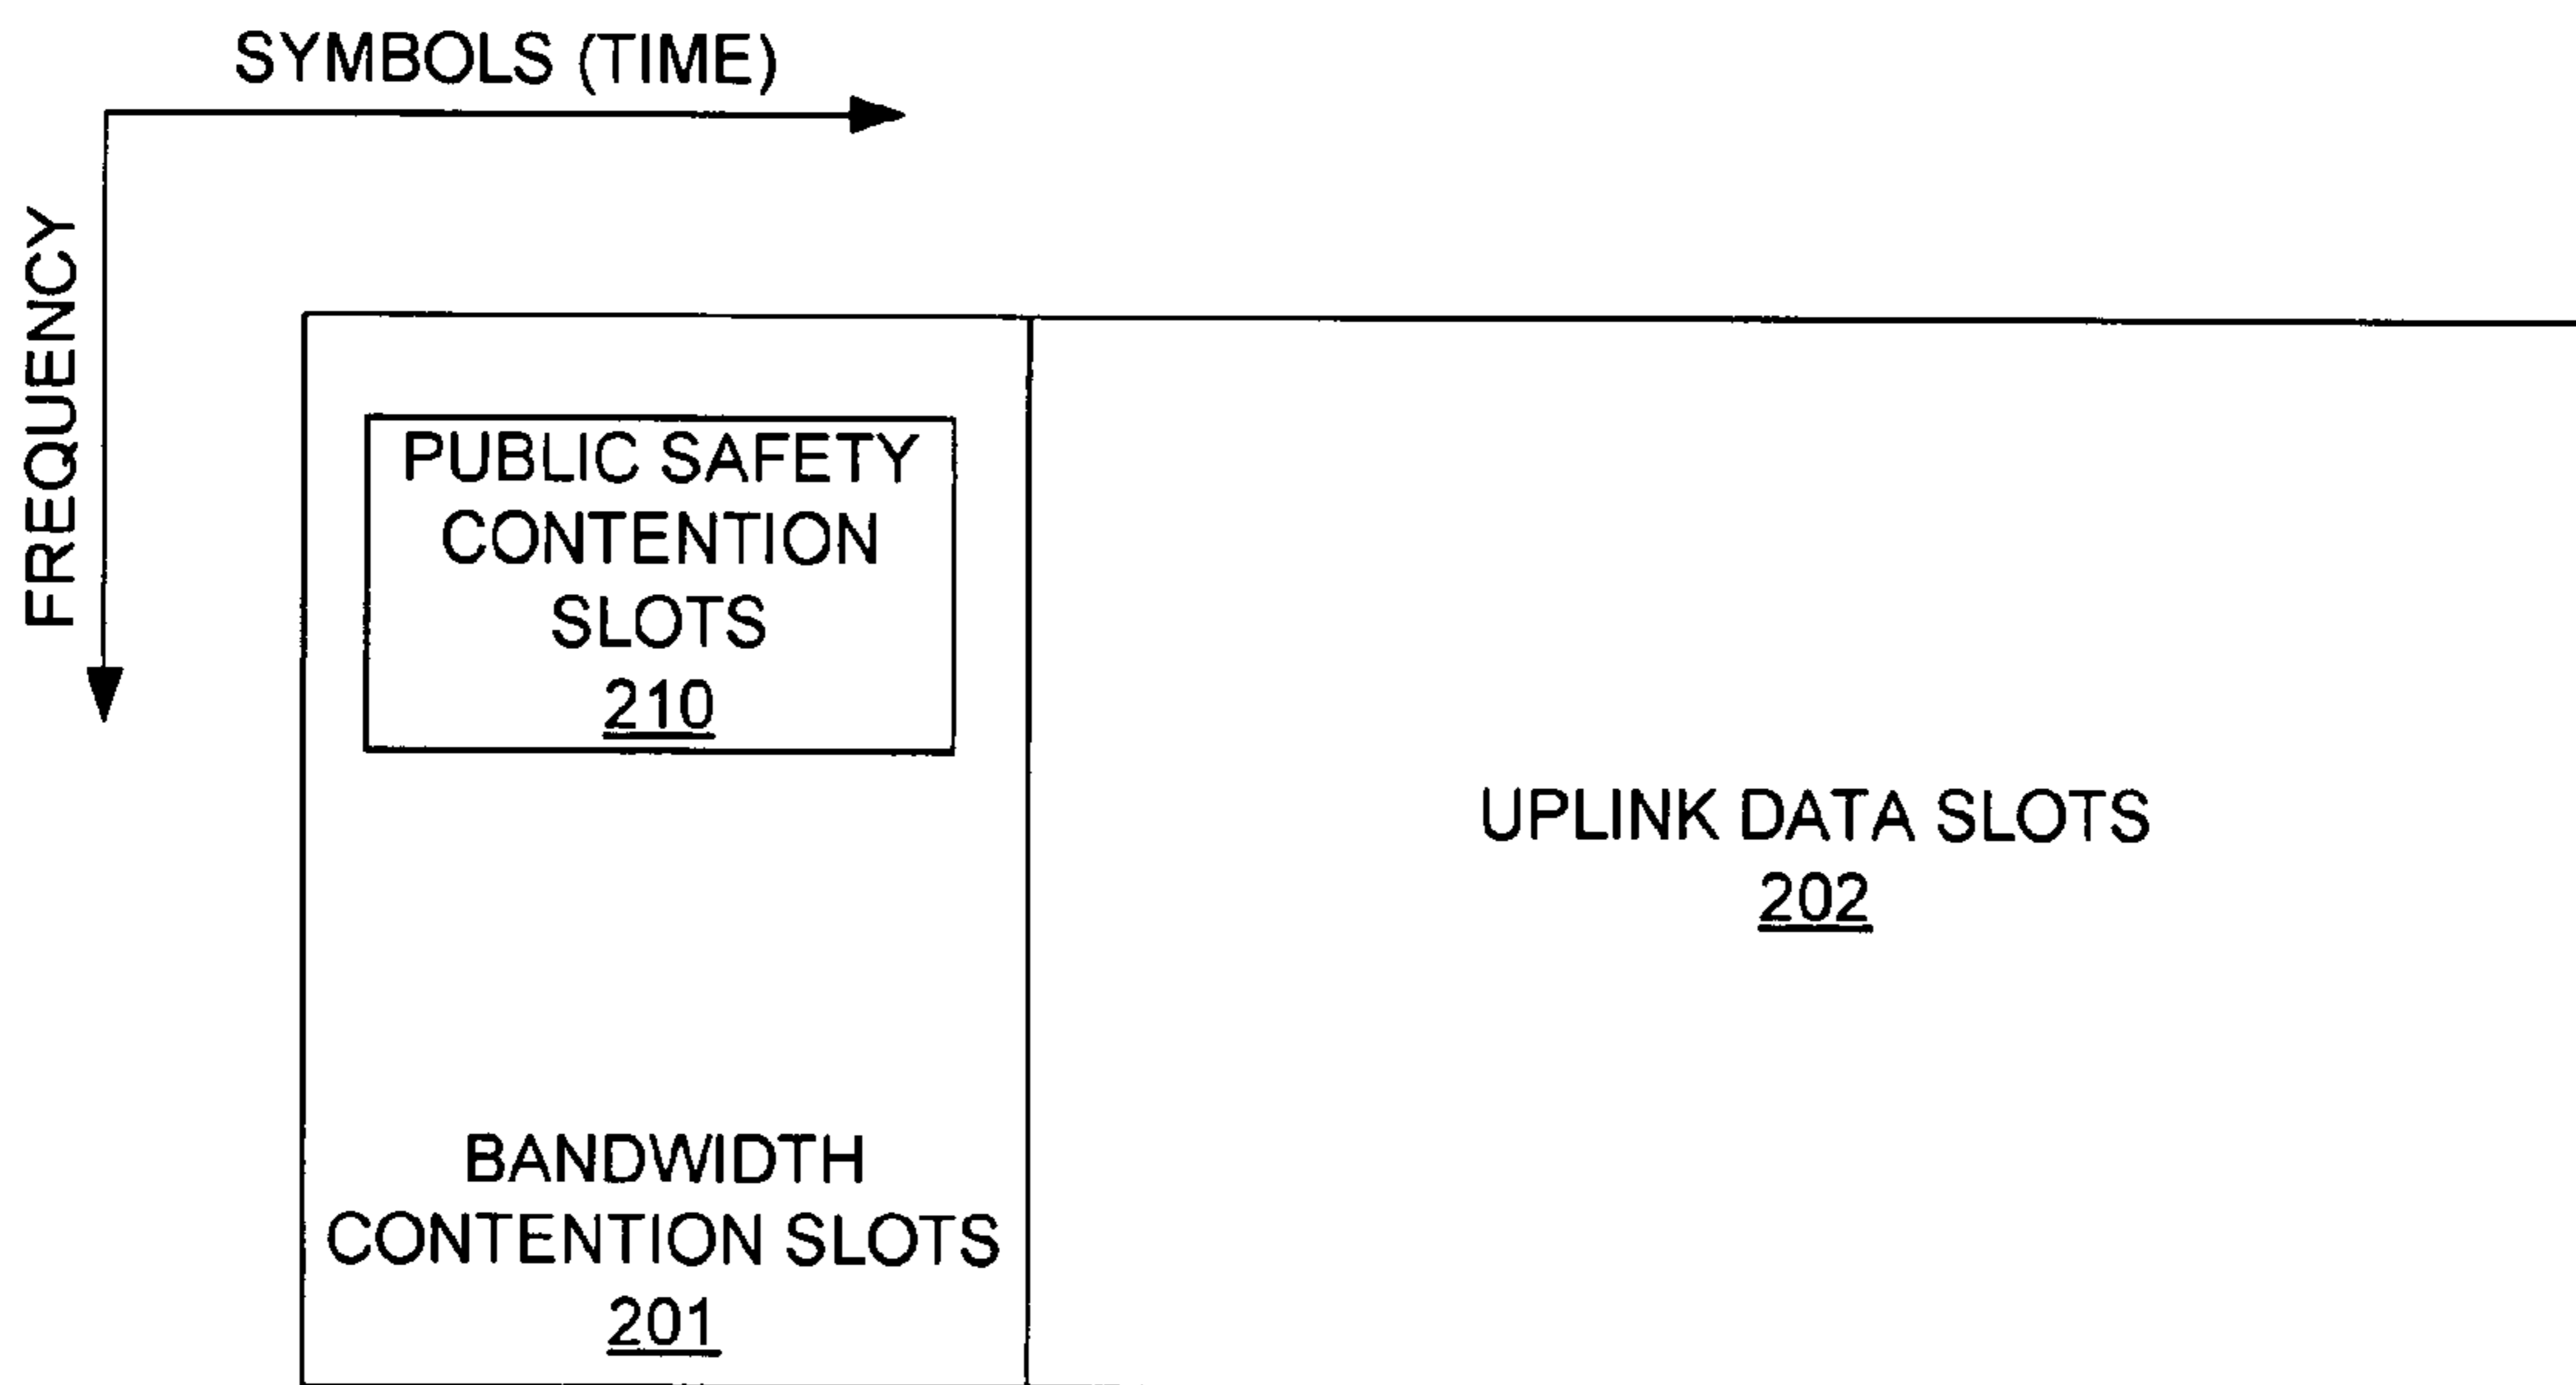 SYMBOLS (TIME)
FREQUENCY
PUBLIC SAFETY
CONTENTION
SLOTS
210
BANDWIDTH
CONTENTION SLOTS
201
UPLINK DATA SLOTS
202